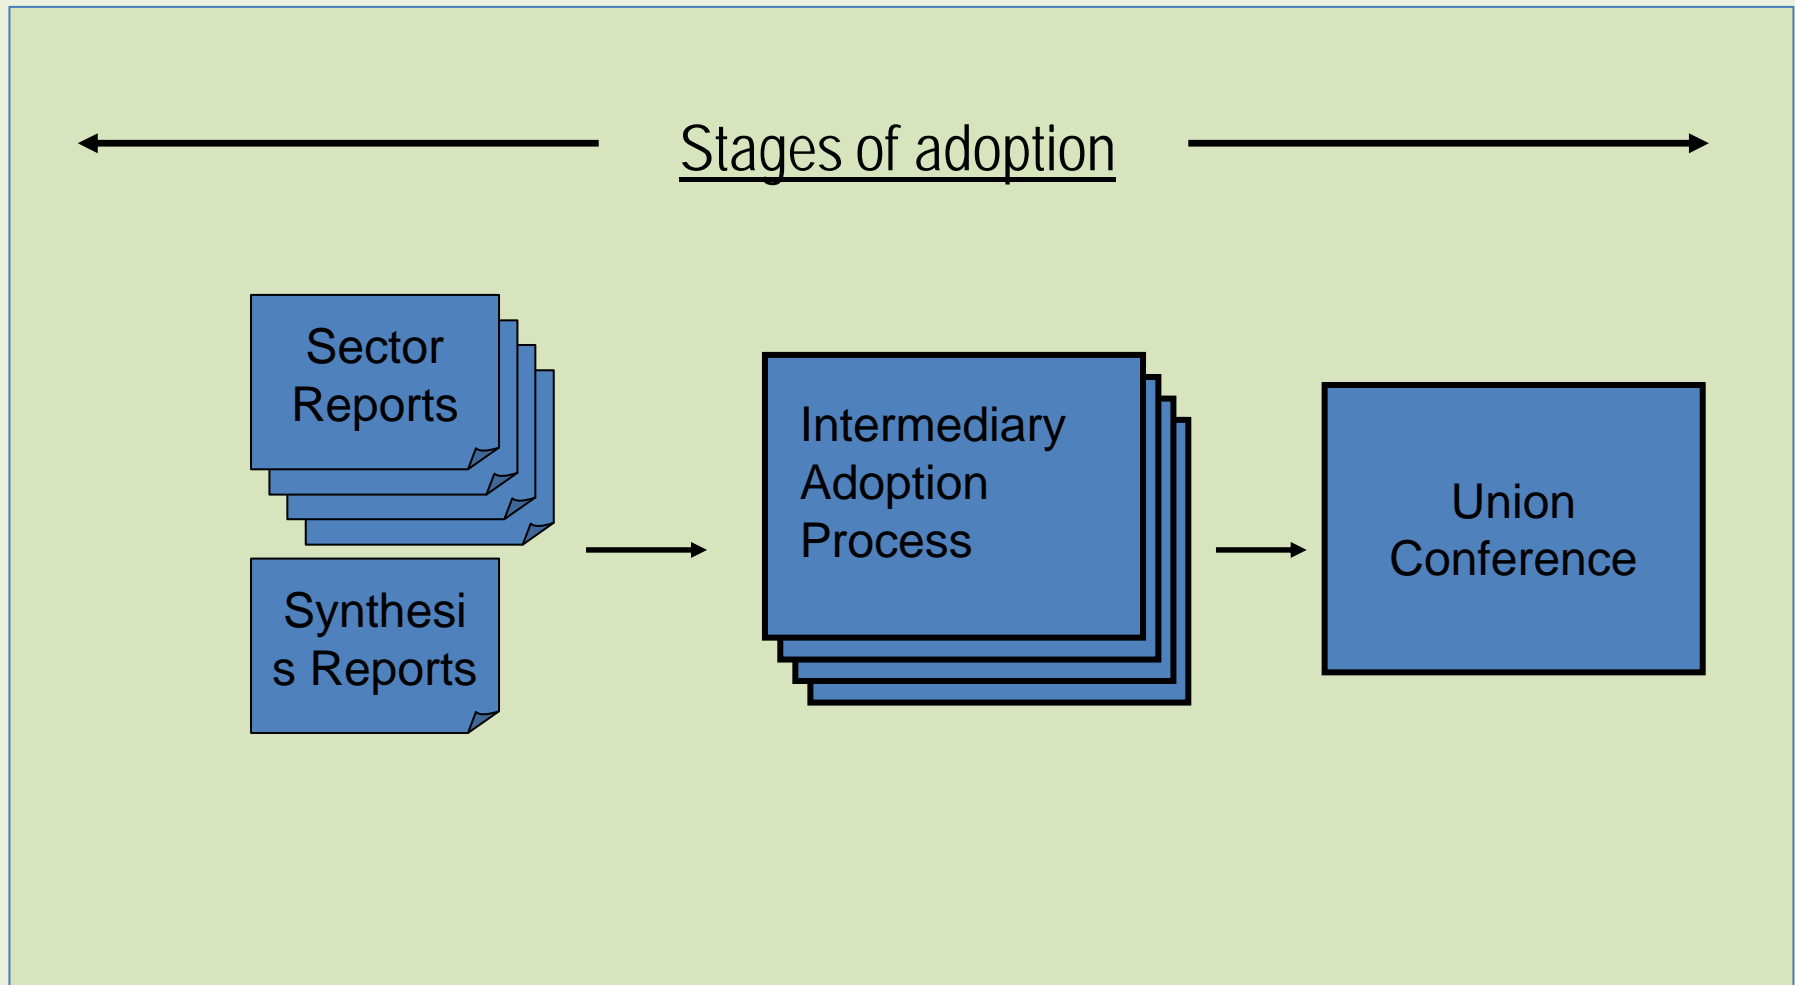 Stages of adoption
Sector
Reports
Synthesi
s Reports
Intermediary
Adoption
Process
Union
Conference